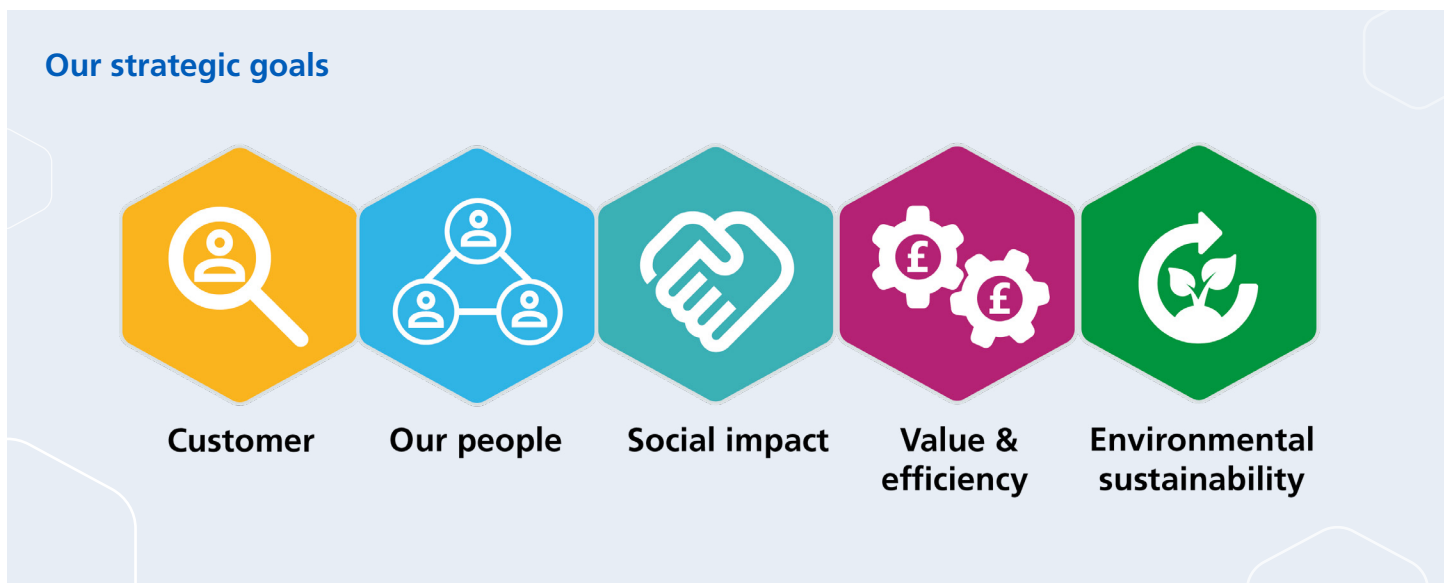 Our strategic goals
£
£
Customer
Our people
Social impact
Value &
efficiency
Environmental
sustainability